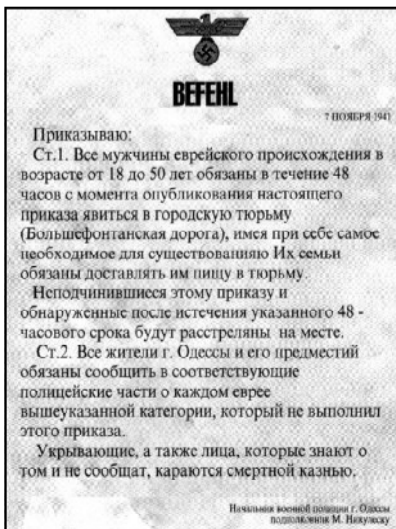 BEFEHL
7 НОЯБРЯ 1941
Приказываю:
Ст.1. Все мужчины еврейского происхождения в
возрасте от 18 до 50 лет обязаны в течение 48
часов с момента опубликования настоящего
приказа явиться в городскую тюрьму
(Большефонтанская дорога), имея при себе самое
необходимое для существованяю Их семьи
обязаны доставлять им пищу в тюрьму.
Неподчинившиеся этому приказу и
обнаруженные после истечения указанного 48 -
часового срока будут расстреляны на месте.
Ст.2. Все жители г. Одессы и его предместий
обязаны сообщить в соответствующие
полицейские части о каждом еврее
вышеуказанной категории, который не выполнил
этого приказа.
Укрывающие, а также лица, которые знают о
том и не сообщат, караются смертной казнью.
Начальник военной полиции г. Одессы
подполковник М. Никулеску